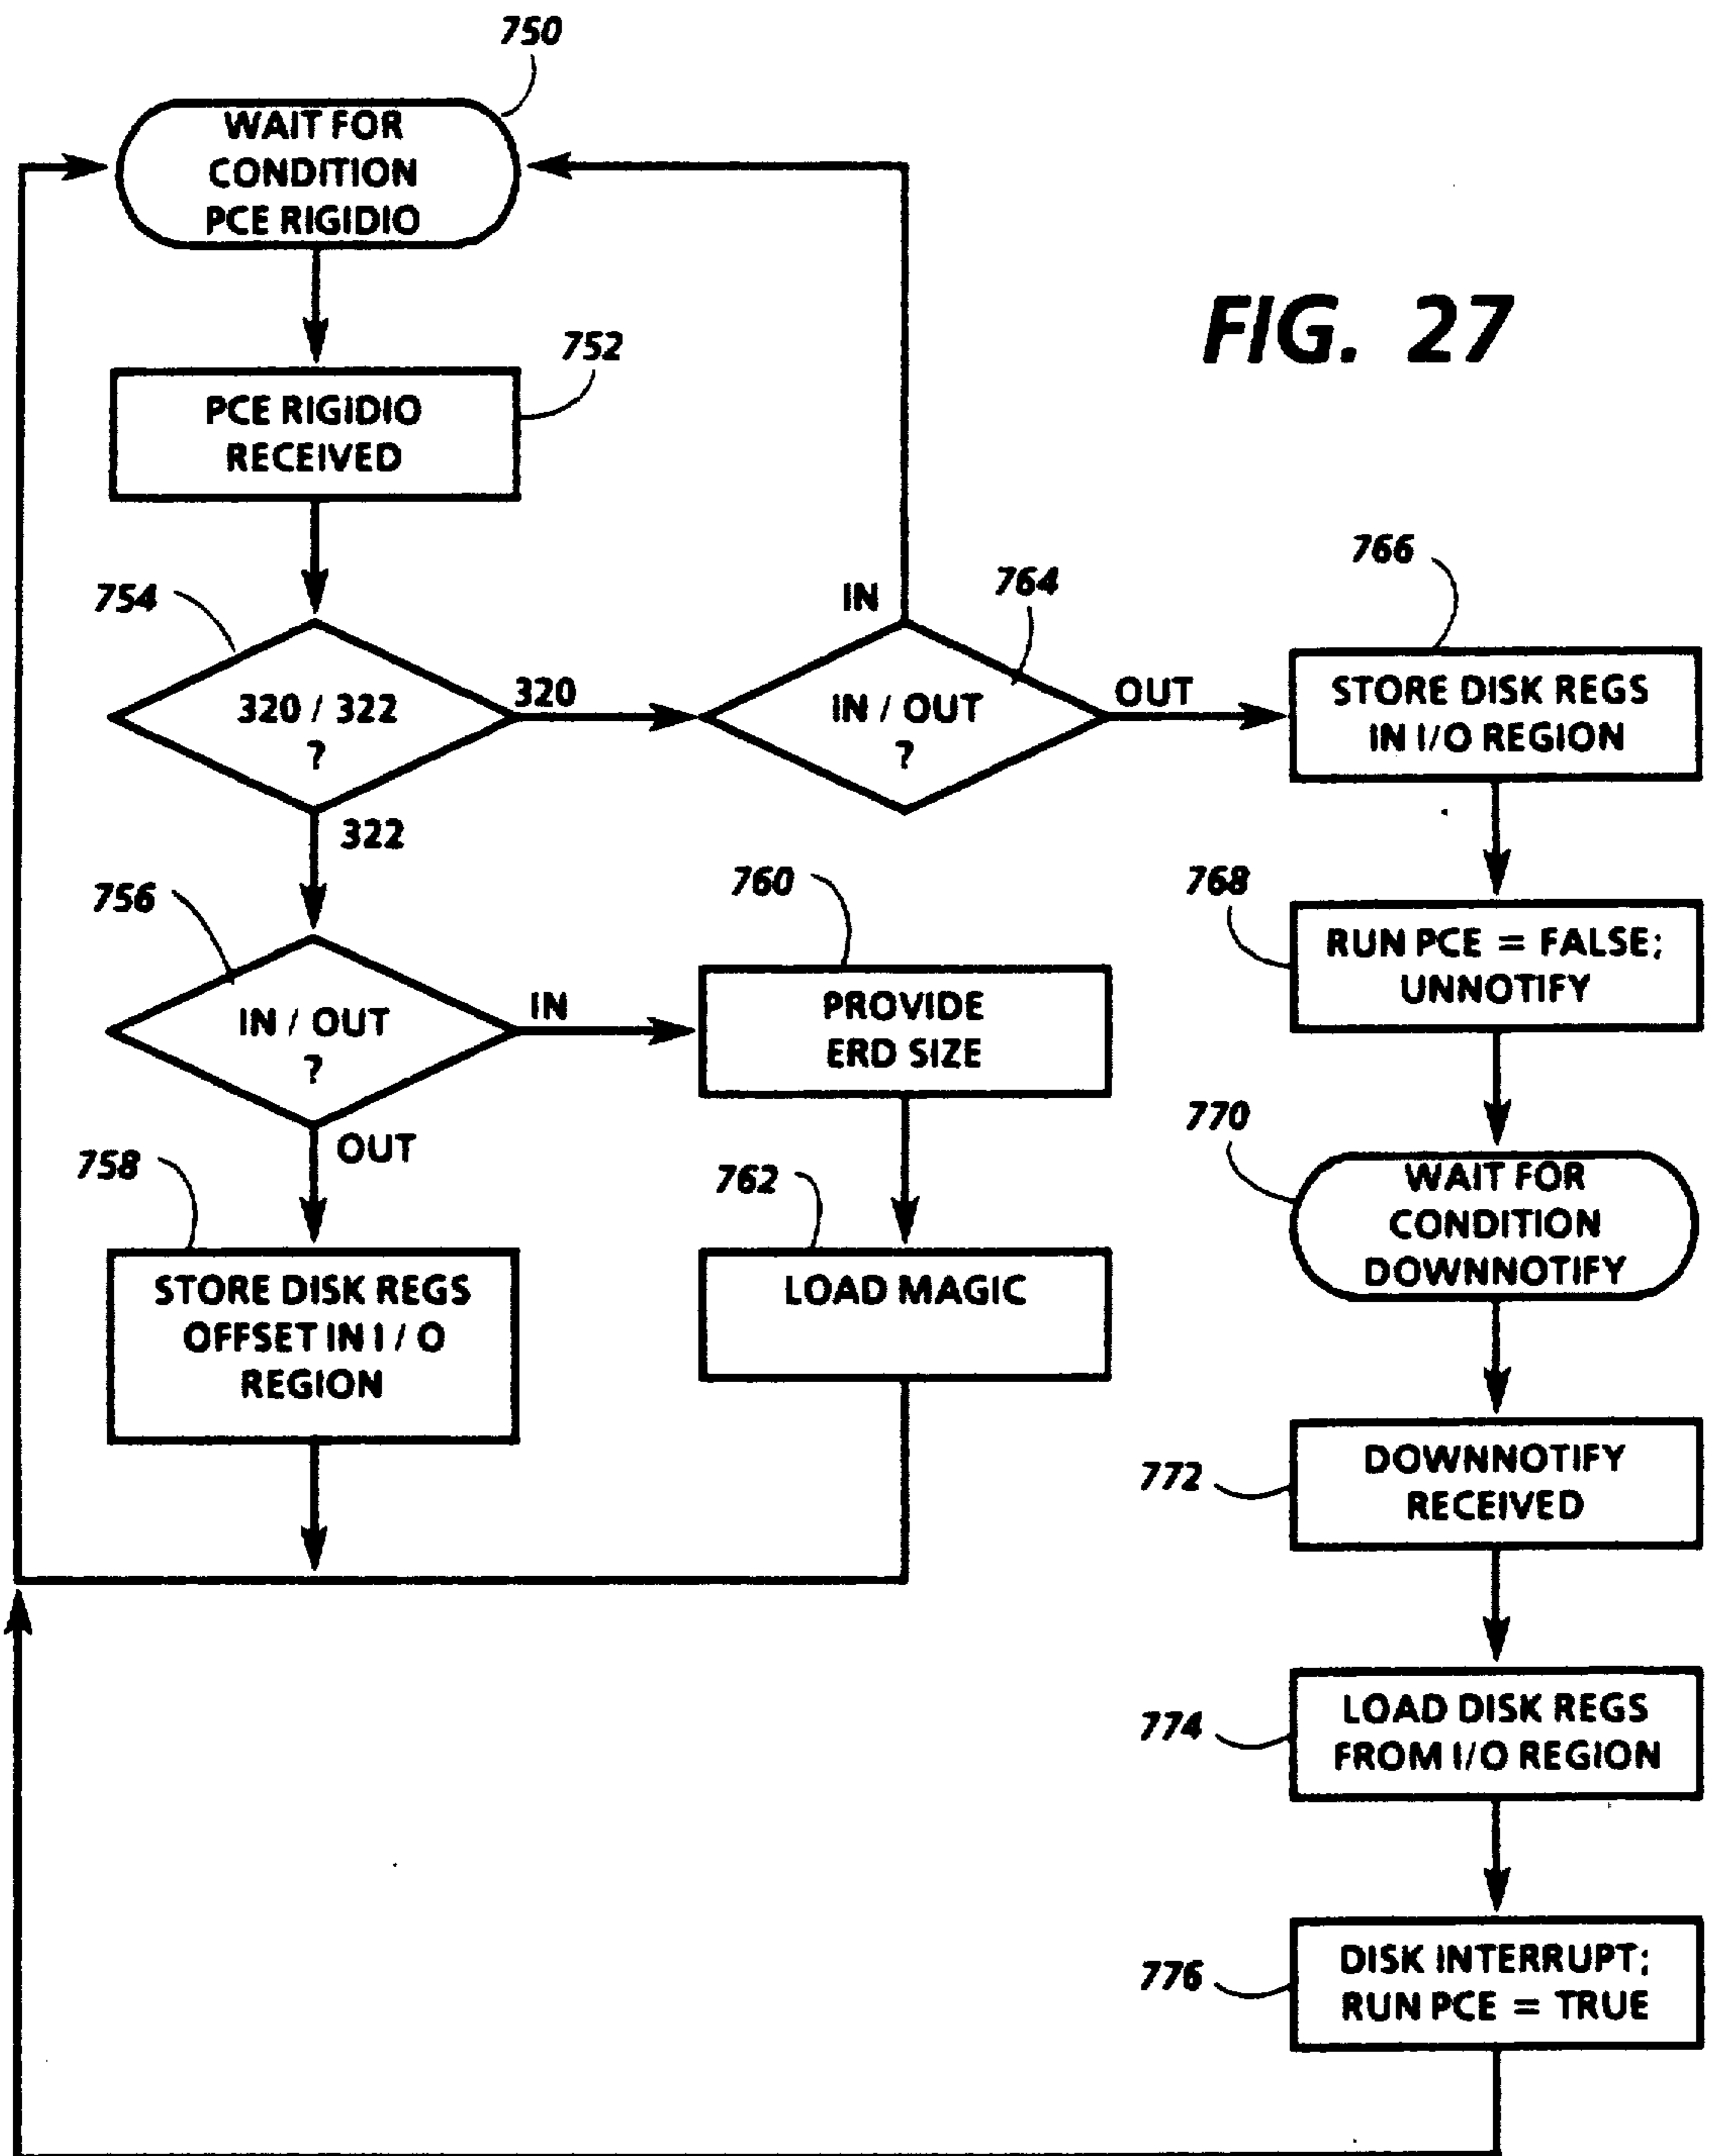 750
WAIT FOR
CONDITION
PCE RIGIDIO
FIG. 27
752
PCE RIGIDIO
RECEIVED
754
320 / 322
?
320
322
764
IN
IN / OUT
?
OUT
766
STORE DISK REGS
IN I/O REGION
768
RUN PCE = FALSE;
UNNOTIFY
756
IN / OUT
?
IN
OUT
760
PROVIDE
ERD SIZE
758
STORE DISK REGS
OFFSET IN I / O
REGION
762
LOAD MAGIC
770
WAIT FOR
CONDITION
DOWNNOTIFY
772
DOWNNOTIFY
RECEIVED
774
LOAD DISK REGS
FROM I/O REGION
776
DISK INTERRUPT;
RUN PCE = TRUE